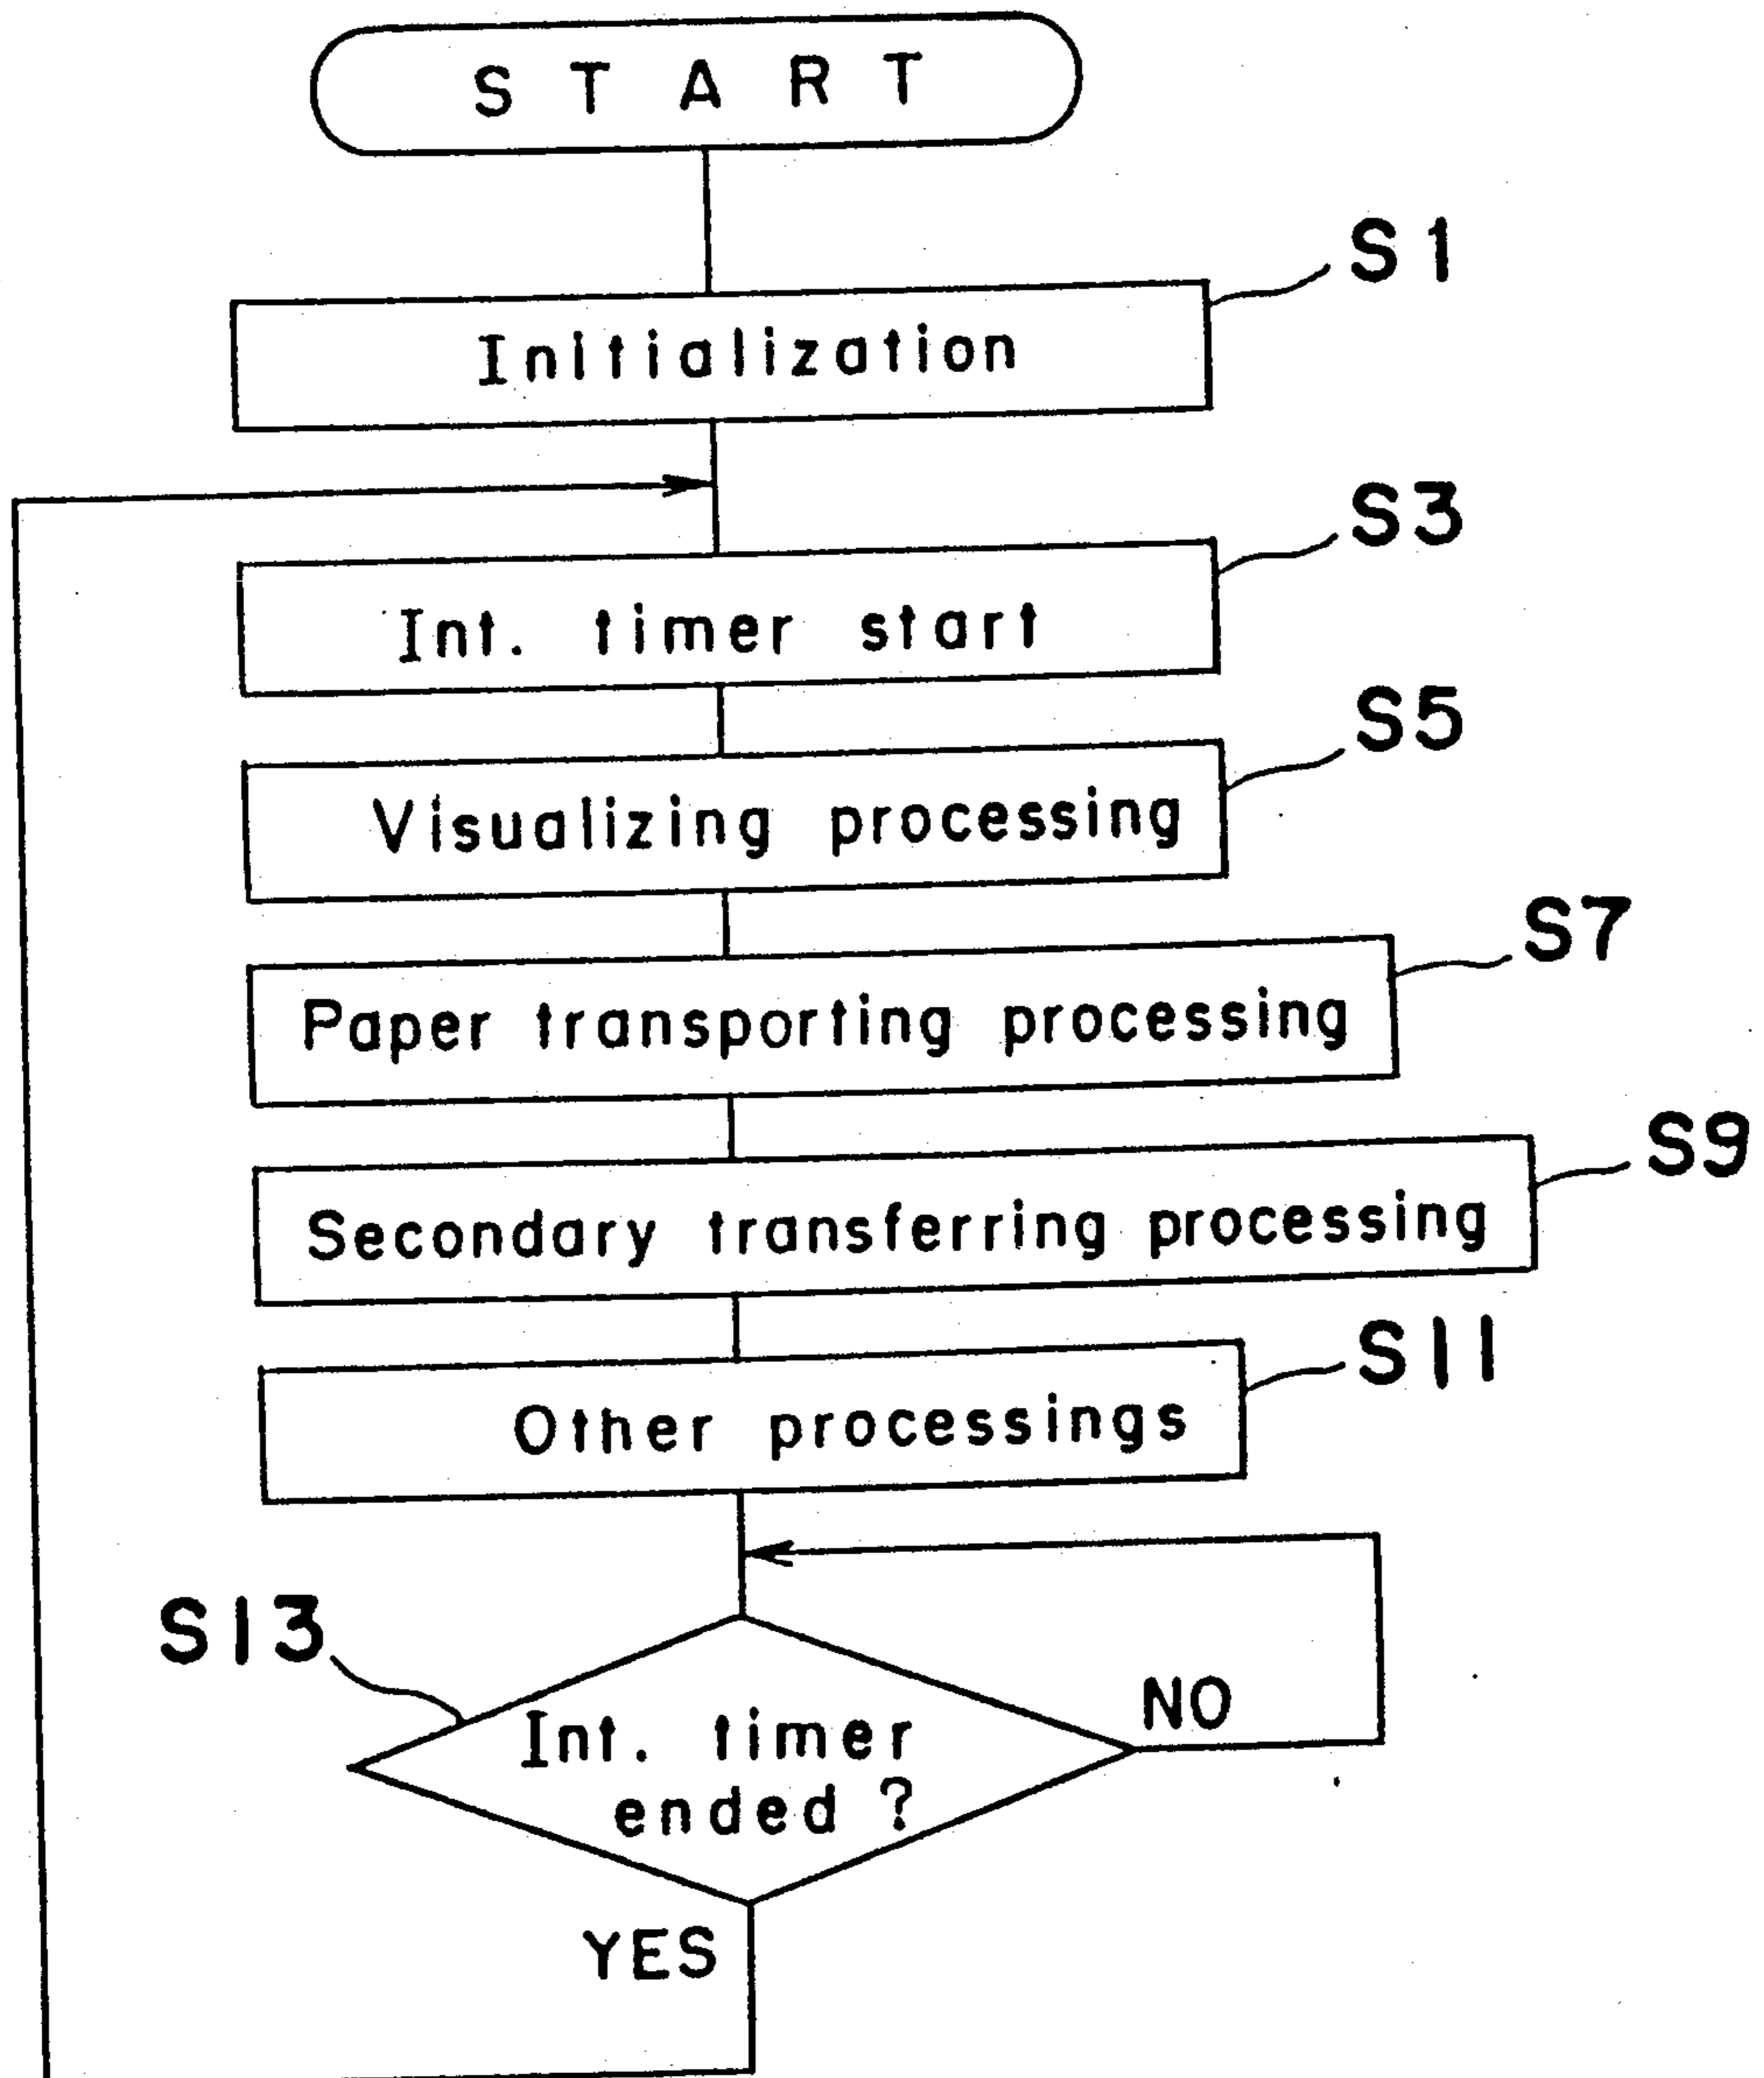 START
S1
Initialization
S3
Int. timer start
S5
Visualizing processing
S7
Paper transporting processing
S9
Secondary transferring processing
S11
Other processings
S13
Int. timer
ended ?
NO
YES